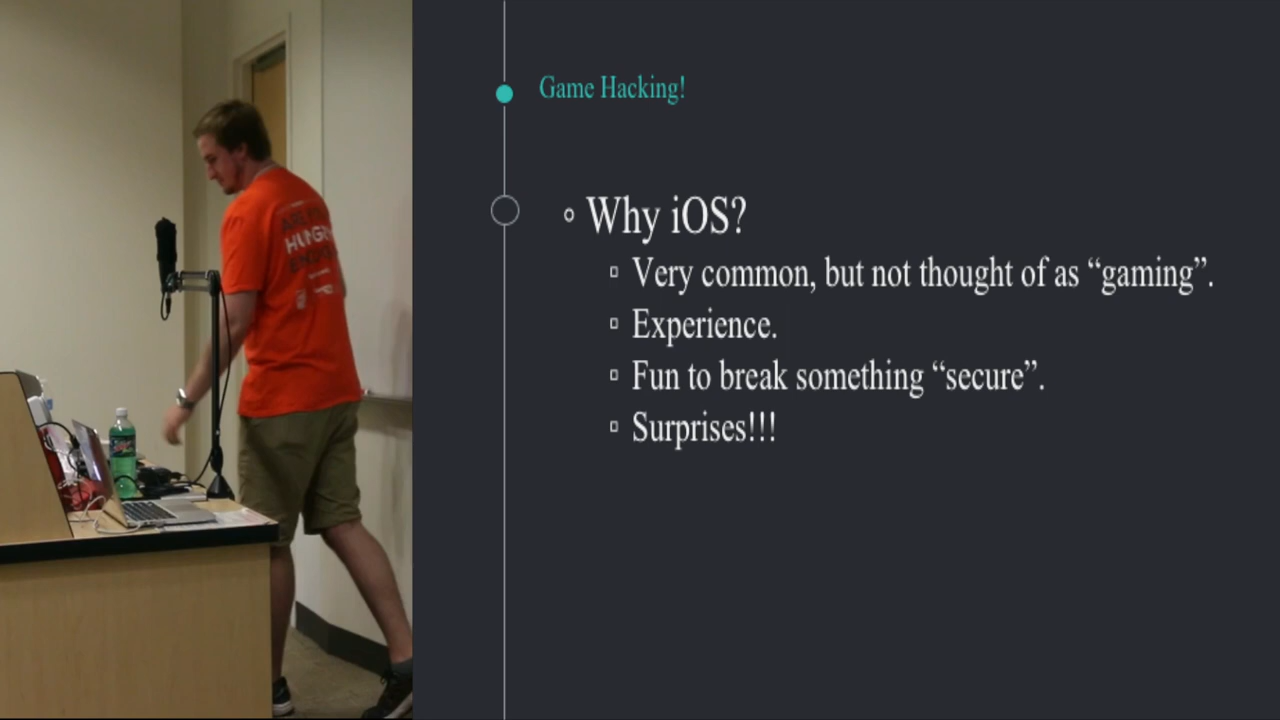 Game Hacking!
Why iOS?
Very common, but not thought of as “gaming”.
Experience.
Fun to break something “secure”.
Surprises!!!
HUNGRY